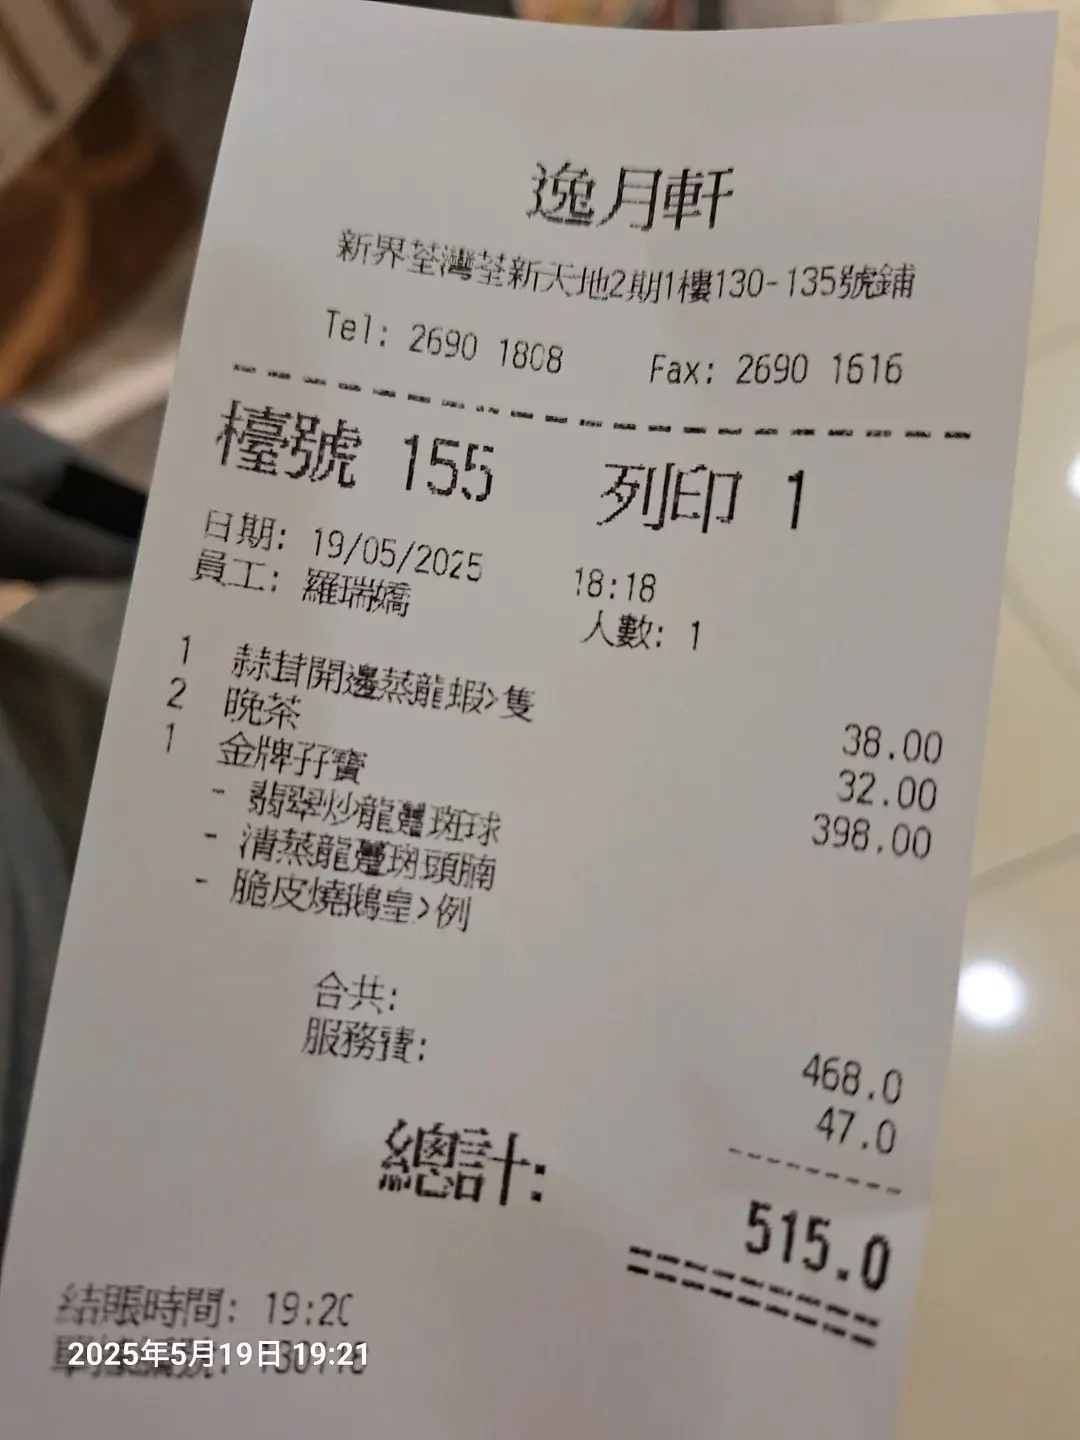 逸月軒
新界荃灣荃新天地2期1樓130-135號鋪
Tel: 2690 1808 Fax: 2690 1616
檯號 155 列印 1
日期: 19/05/2025 18:18
員工: 羅瑞嬌 人數: 1
1 蒜茸開邊蒸龍蝦>隻 38.00
2 晚茶 32.00
1 金牌孖寶 398.00
- 翡翠炒龍躉斑球
- 清蒸龍躉斑頭腩
- 脆皮燒鵝皇>例
合共: 468.0
服務費: 47.0
總計: 515.0
結賬時間: 19:20
2025年5月19日 19:21